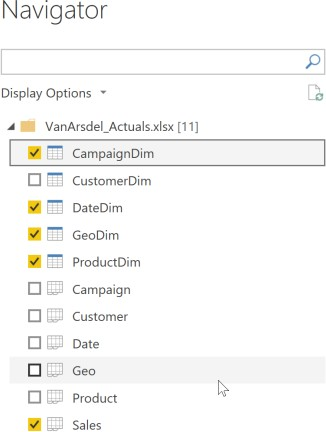 Navigator
Display Options
VanArsdel_Actuals.xlsx [11]
CampaignDim
CustomerDim
DateDim
GeoDim
ProductDim
Campaign
Customer
Date
Geo
Product
Sales